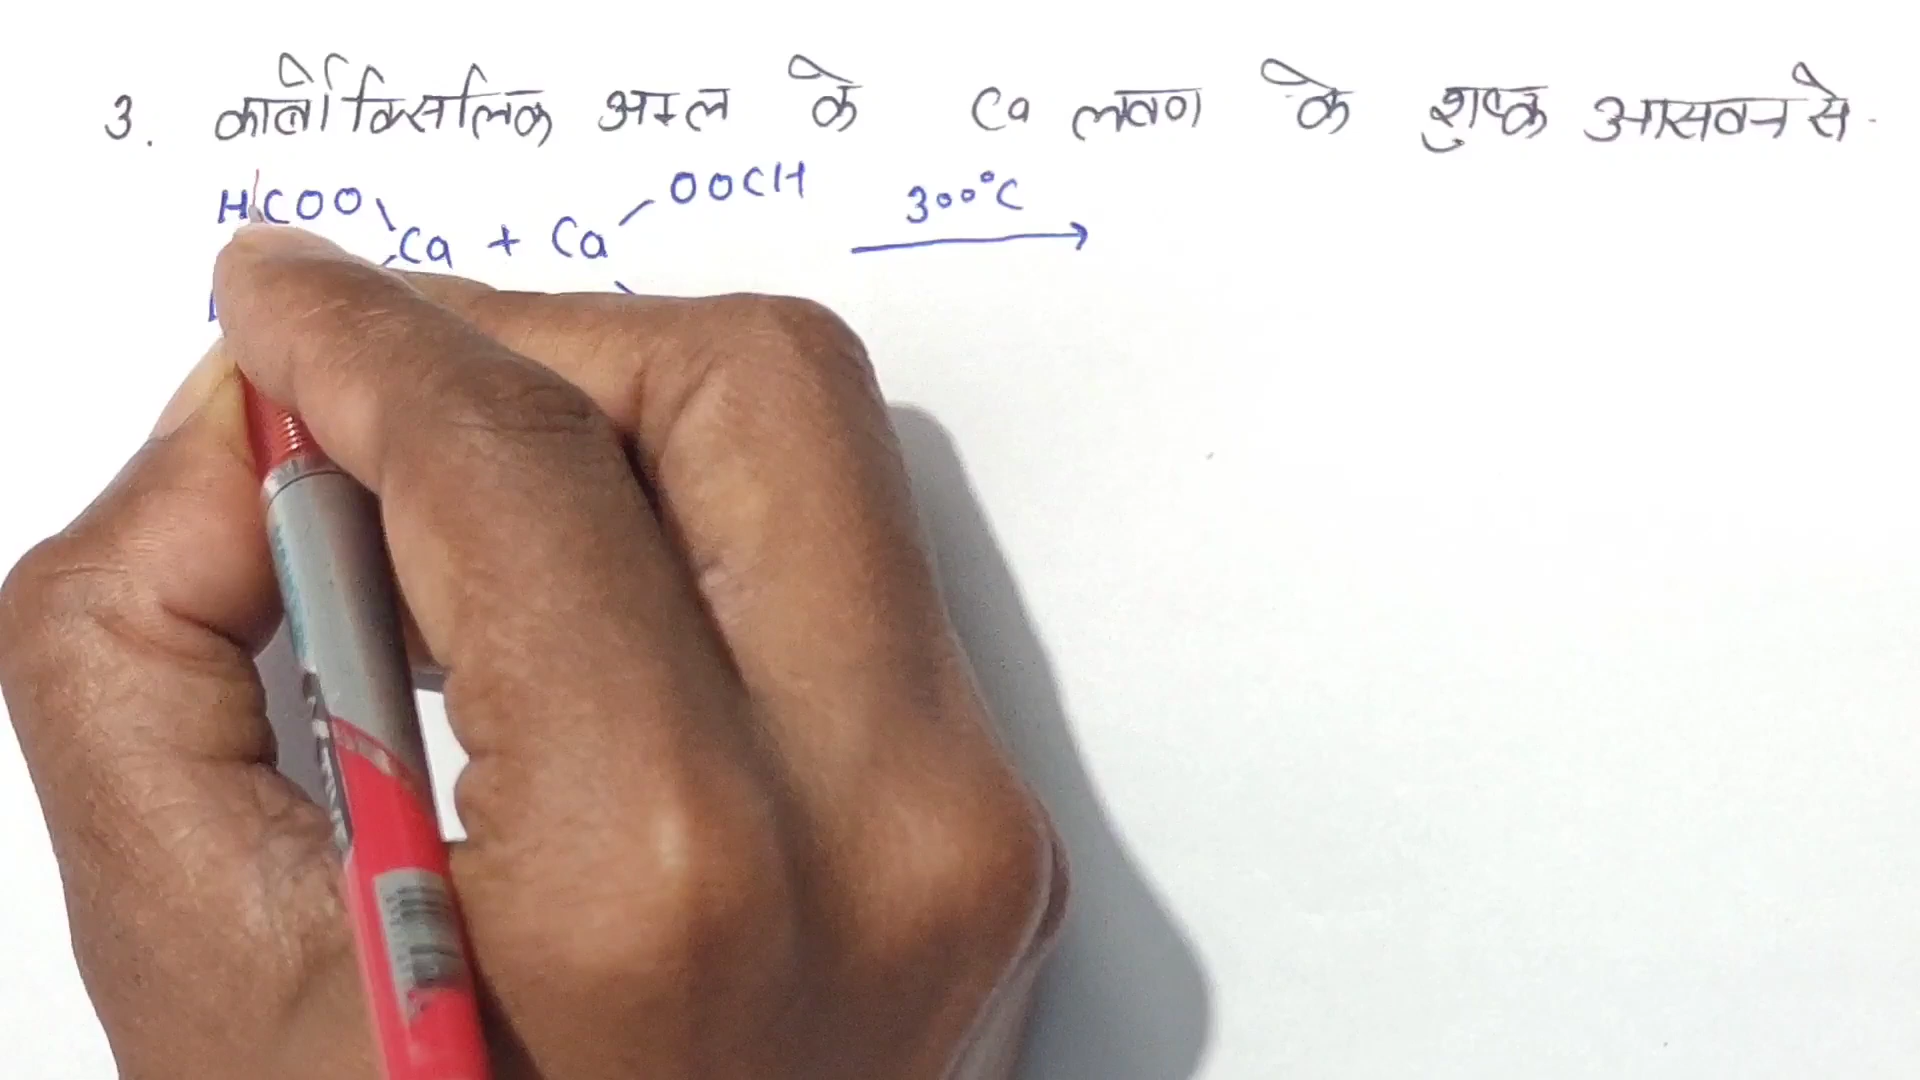 3. कार्बोक्सिलिक अम्ल के Ca लवण के शुष्क आसवन से -
HCOO OOCH 300°C
Ca + Ca